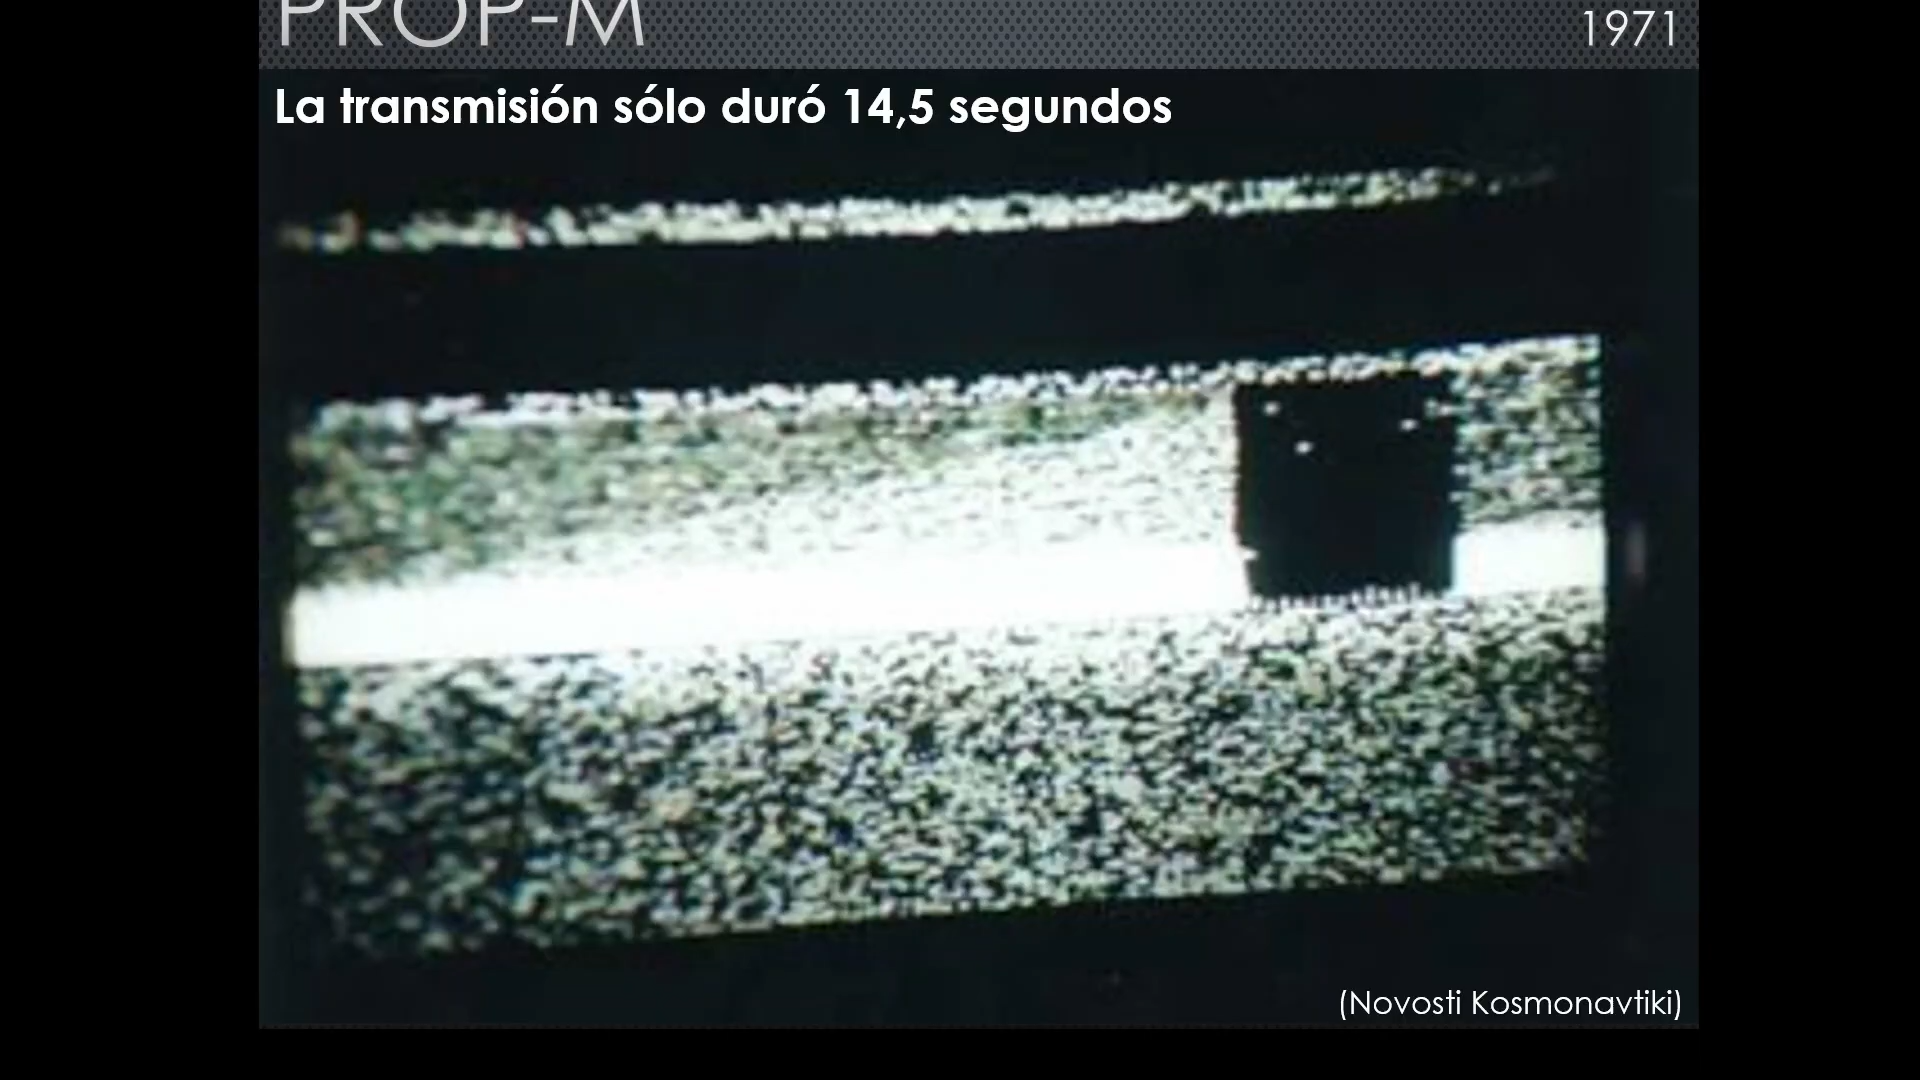 PROP-M
1971
La transmisión sólo duró 14,5 segundos
(Novosti Kosmonavtiki)